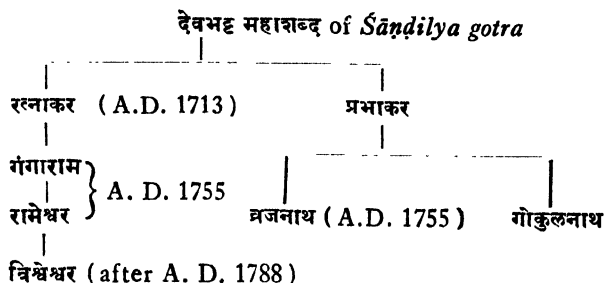 देवभट्ट महाशब्द of Śāṇḍilya gotra
रत्नाकर (A.D. 1713) प्रभाकर
गंगाराम
A. D. 1755
रामेश्वर व्रजनाथ (A.D. 1755) गोकुलनाथ
विश्वेश्वर (after A. D. 1788)